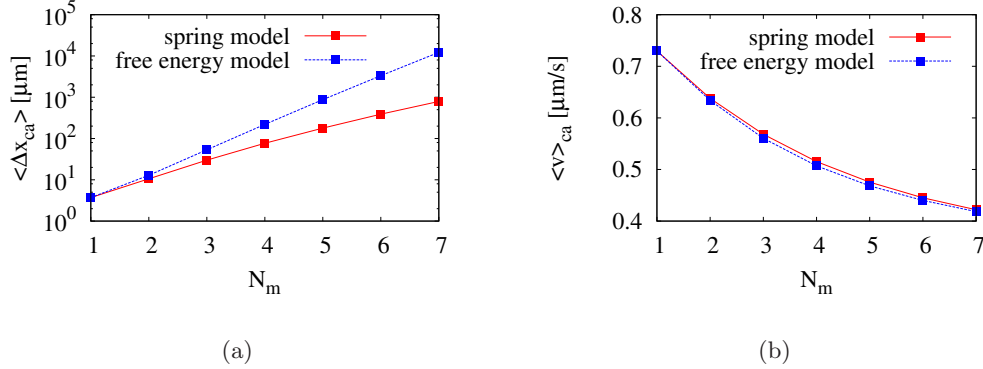 10^5
10^4
10^3
10^2
10^1
10^0
<Δx_ca> [μm]
spring model
free energy model
1 2 3 4 5 6 7
N_m
(a)
0.8
0.7
0.6
0.5
0.4
<v>_ca [μm/s]
spring model
free energy model
1 2 3 4 5 6 7
N_m
(b)